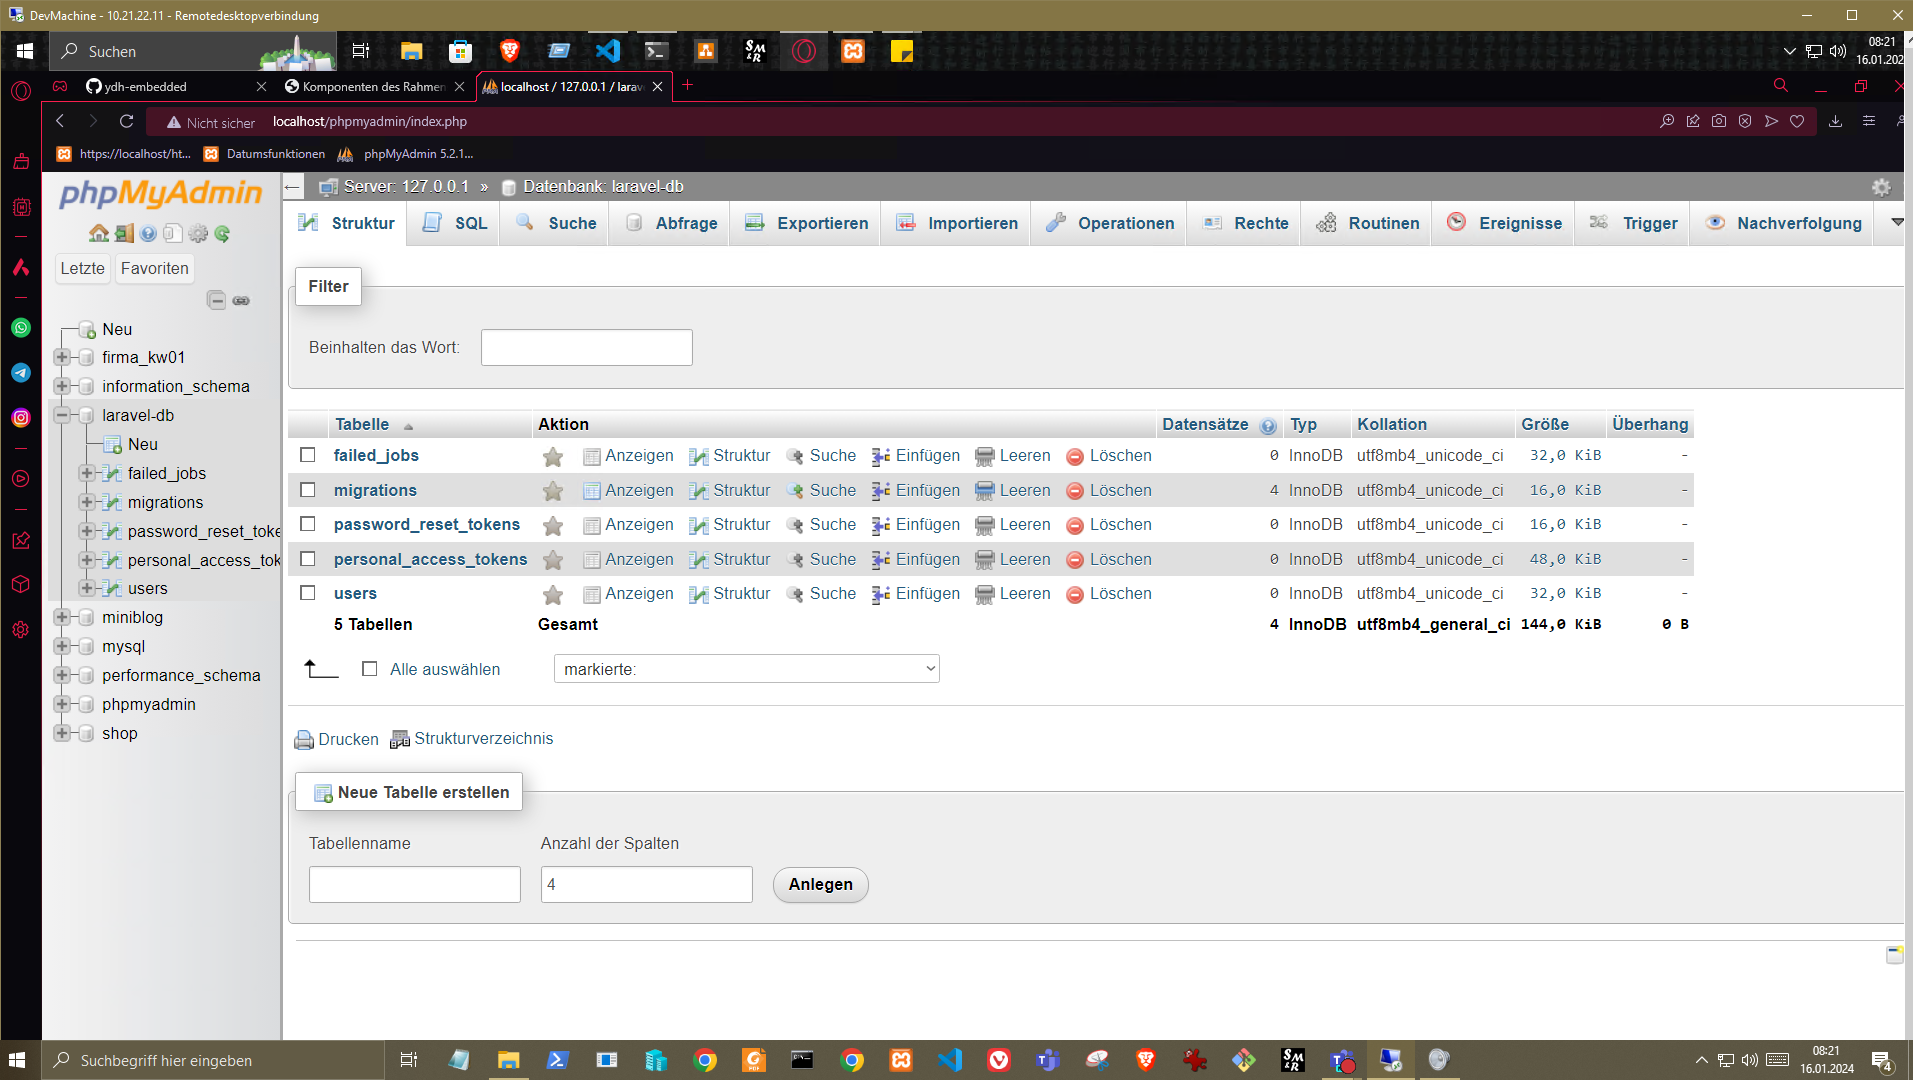 DevMachine - 10.21.22.11 - Remotedesktopverbindung
Suchen
08:21
16.01.202
ydh-embedded
Komponenten des Rahmen
localhost / 127.0.0.1 / larav
Nicht sicher localhost/phpmyadmin/index.php
https://localhost/ht... Datumsfunktionen phpMyAdmin 5.2.1...
phpMyAdmin
Letzte Favoriten
Neu
firma_kw01
information_schema
laravel-db
Neu
failed_jobs
migrations
password_reset_toke
personal_access_tok
users
miniblog
mysql
performance_schema
phpmyadmin
shop
Server: 127.0.0.1 » Datenbank: laravel-db
Struktur SQL Suche Abfrage Exportieren Importieren Operationen Rechte Routinen Ereignisse Trigger Nachverfolgung
Filter
Beinhalten das Wort:
Tabelle Aktion Datensätze Typ Kollation Größe Überhang
failed_jobs Anzeigen Struktur Suche Einfügen Leeren Löschen 0 InnoDB utf8mb4_unicode_ci 32,0 KiB -
migrations Anzeigen Struktur Suche Einfügen Leeren Löschen 4 InnoDB utf8mb4_unicode_ci 16,0 KiB -
password_reset_tokens Anzeigen Struktur Suche Einfügen Leeren Löschen 0 InnoDB utf8mb4_unicode_ci 16,0 KiB -
personal_access_tokens Anzeigen Struktur Suche Einfügen Leeren Löschen 0 InnoDB utf8mb4_unicode_ci 48,0 KiB -
users Anzeigen Struktur Suche Einfügen Leeren Löschen 0 InnoDB utf8mb4_unicode_ci 32,0 KiB -
5 Tabellen Gesamt 4 InnoDB utf8mb4_general_ci 144,0 KiB 0 B
Alle auswählen markierte:
Drucken Strukturverzeichnis
Neue Tabelle erstellen
Tabellenname Anzahl der Spalten
4 Anlegen
Suchbegriff hier eingeben
08:21
16.01.2024
4